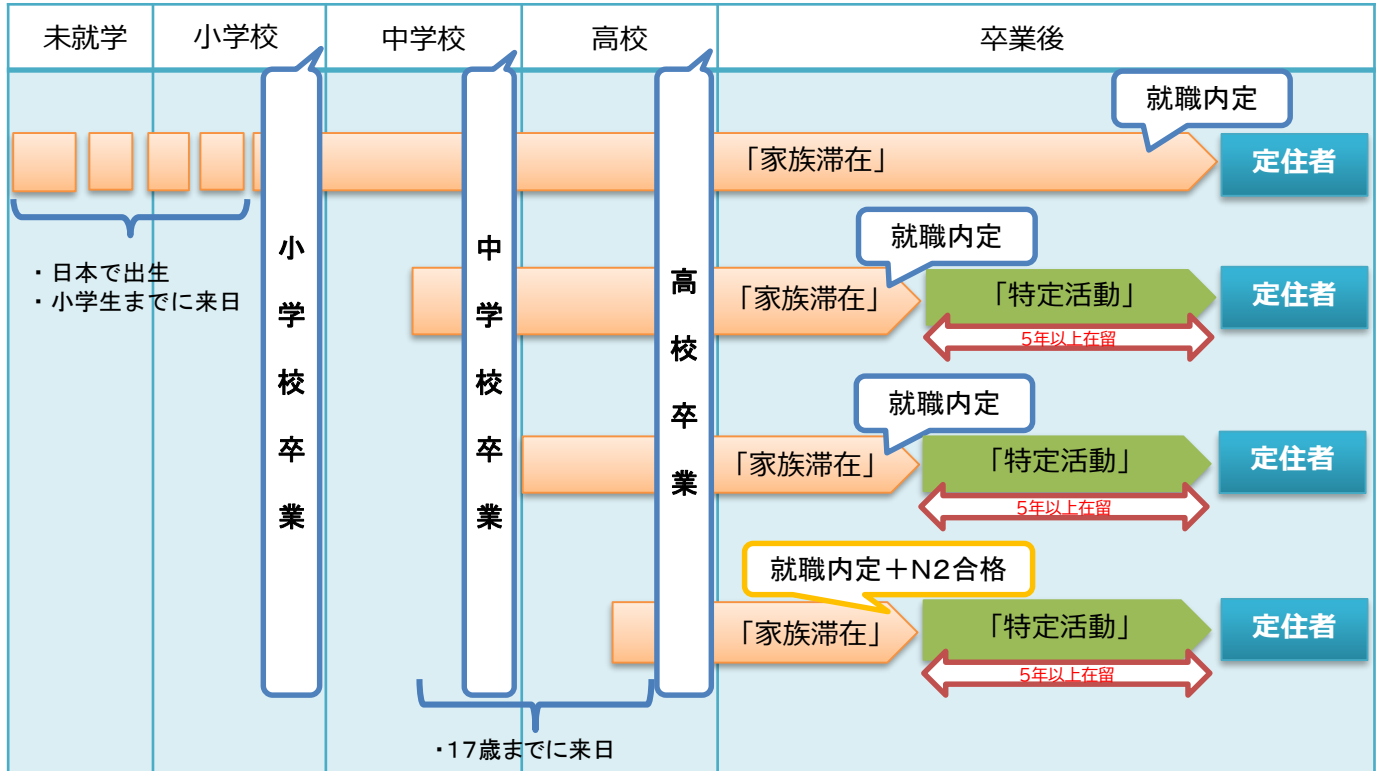 未就学
小学校
中学校
高校
卒業後
就職内定
「家族滞在」
定住者
・日本で出生
・小学生までに来日
小学校卒業
中学校卒業
高校卒業
就職内定
「家族滞在」
「特定活動」
5年以上在留
定住者
就職内定
「家族滞在」
「特定活動」
5年以上在留
定住者
就職内定＋N2合格
「家族滞在」
「特定活動」
5年以上在留
定住者
・17歳までに来日